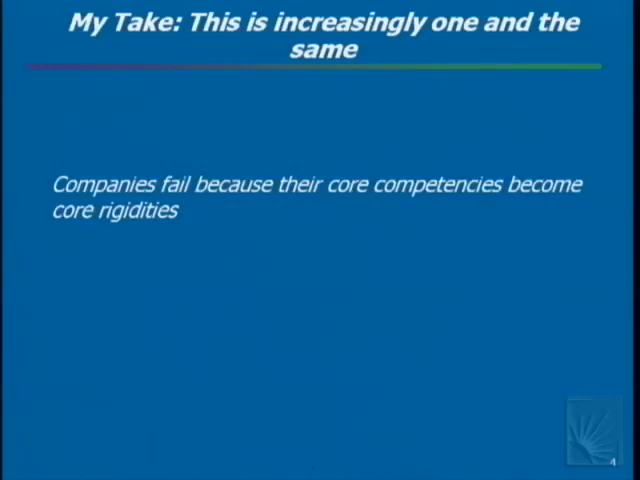 My Take: This is increasingly one and the
same
Companies fail because their core competencies become
core rigidities
4